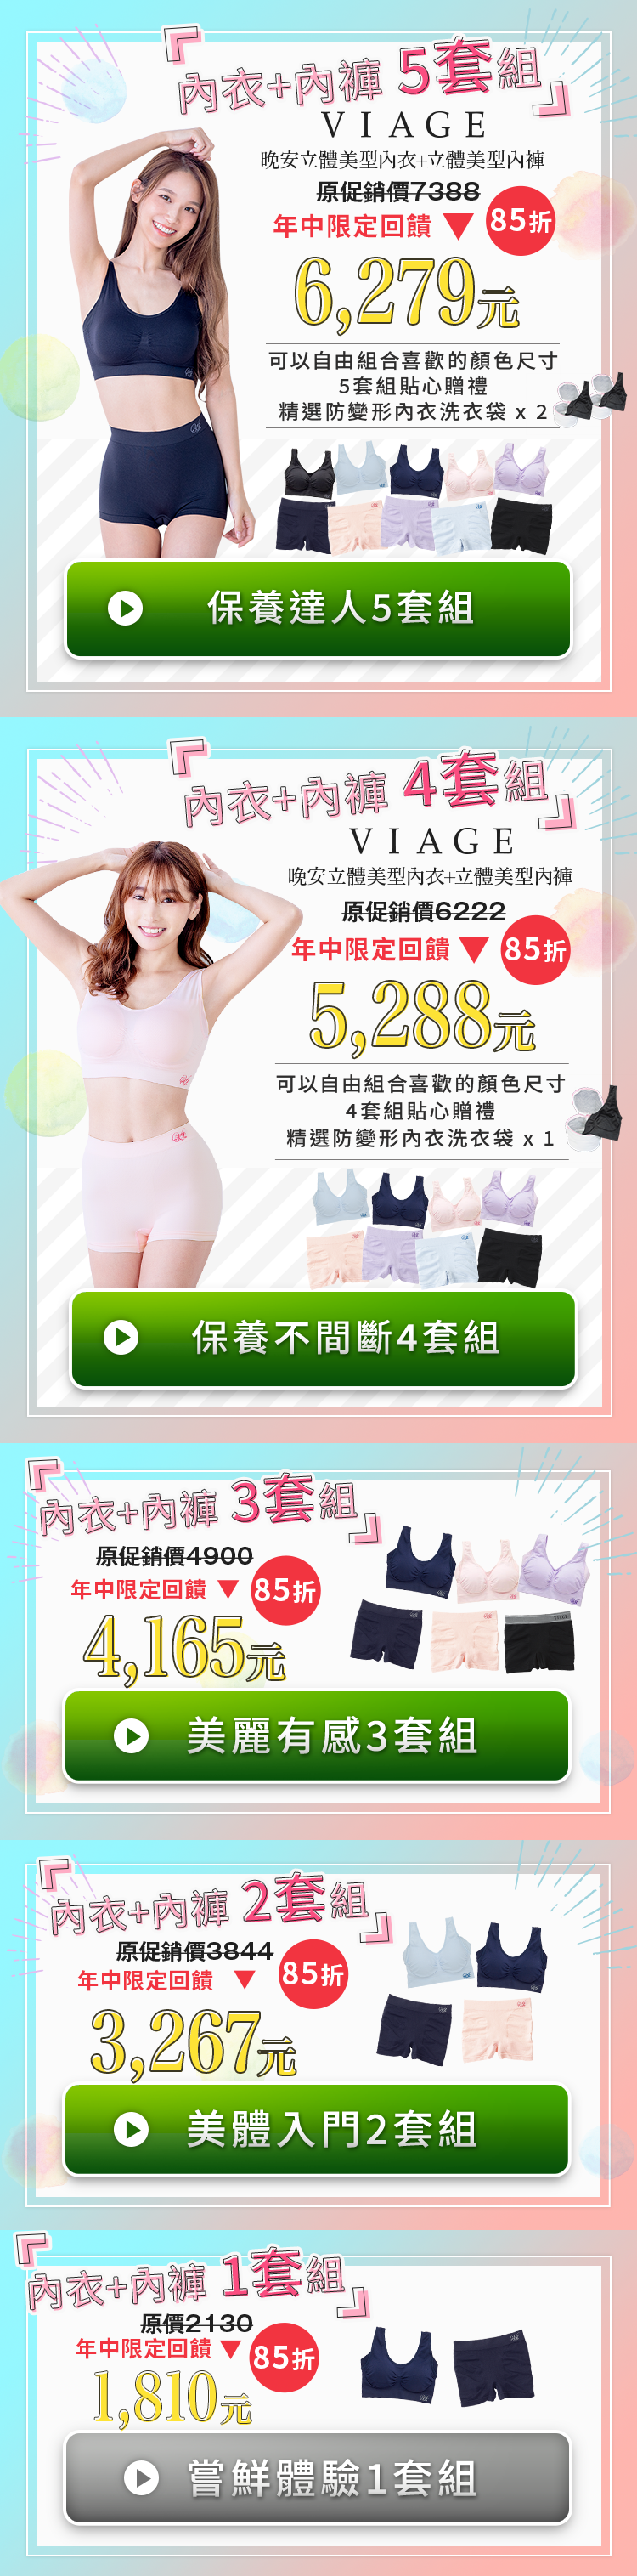 內衣+內褲 5套組
VIAGE
晚安立體美型內衣+立體美型內褲
原促銷價7388
年中限定回饋 ▼ 85折
6,279元
可以自由組合喜歡的顏色尺寸
5套組貼心贈禮
精選防變形內衣洗衣袋 x 2
保養達人5套組
內衣+內褲 4套組
VIAGE
晚安立體美型內衣+立體美型內褲
原促銷價6222
年中限定回饋 ▼ 85折
5,288元
可以自由組合喜歡的顏色尺寸
4套組貼心贈禮
精選防變形內衣洗衣袋 x 1
保養不間斷4套組
內衣+內褲 3套組
原促銷價4900
年中限定回饋 ▼ 85折
4,165元
美麗有感3套組
內衣+內褲 2套組
原促銷價3844
年中限定回饋 ▼ 85折
3,267元
美體入門2套組
內衣+內褲 1套組
原價2130
年中限定回饋 ▼ 85折
1,810元
嘗鮮體驗1套組